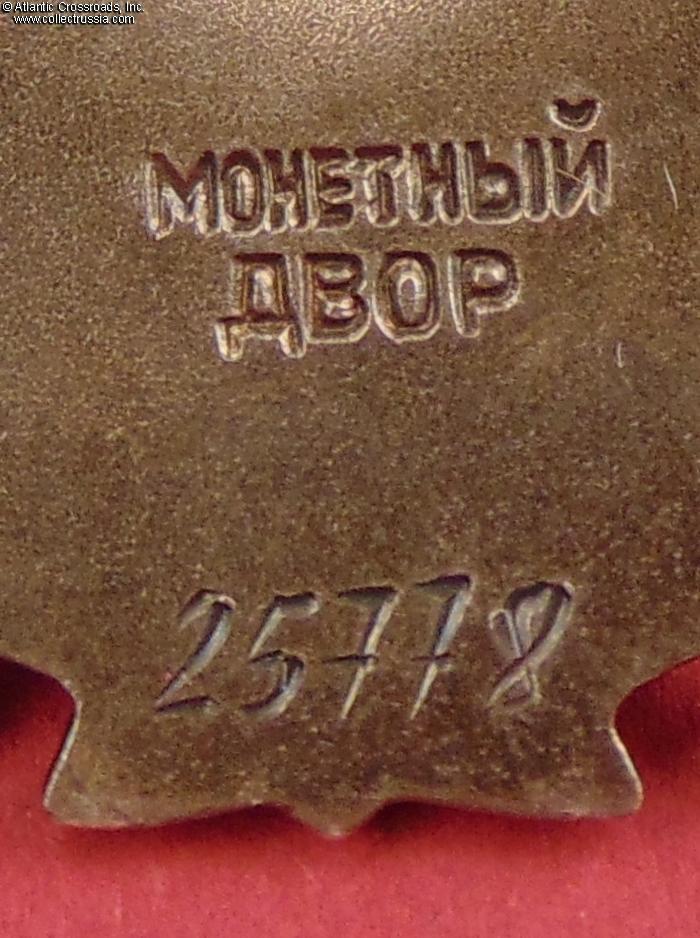 © Atlantic Crossroads, Inc.
www.collectrussia.com
МОНЕТНЫЙ
ДВОР
25778